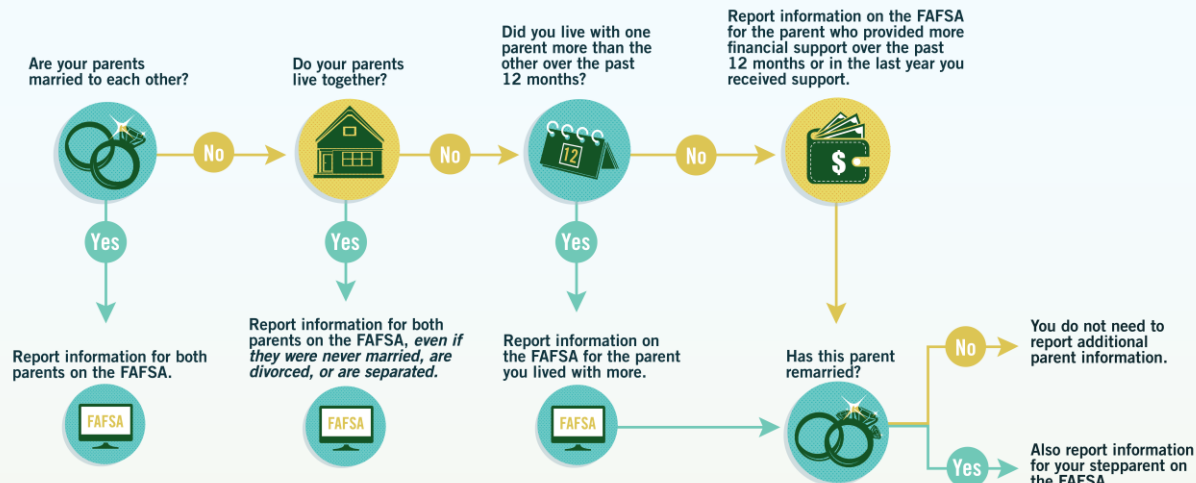 Are your parents
married to each other?
Do your parents
live together?
Did you live with one
parent more than the
other over the past
12 months?
Report information on the FAFSA
for the parent who provided more
financial support over the past
12 months or in the last year you
received support.
No
No
12
No
$
Yes
Yes
Yes
Report information for both
parents on the FAFSA.
FAFSA
Report information for both
parents on the FAFSA, even if
they were never married, are
divorced, or are separated.
FAFSA
Report information on
the FAFSA for the parent
you lived with more.
FAFSA
Has this parent
remarried?
No
You do not need to
report additional
parent information.
Yes
Also report information
for your stepparent on
the FAFSA